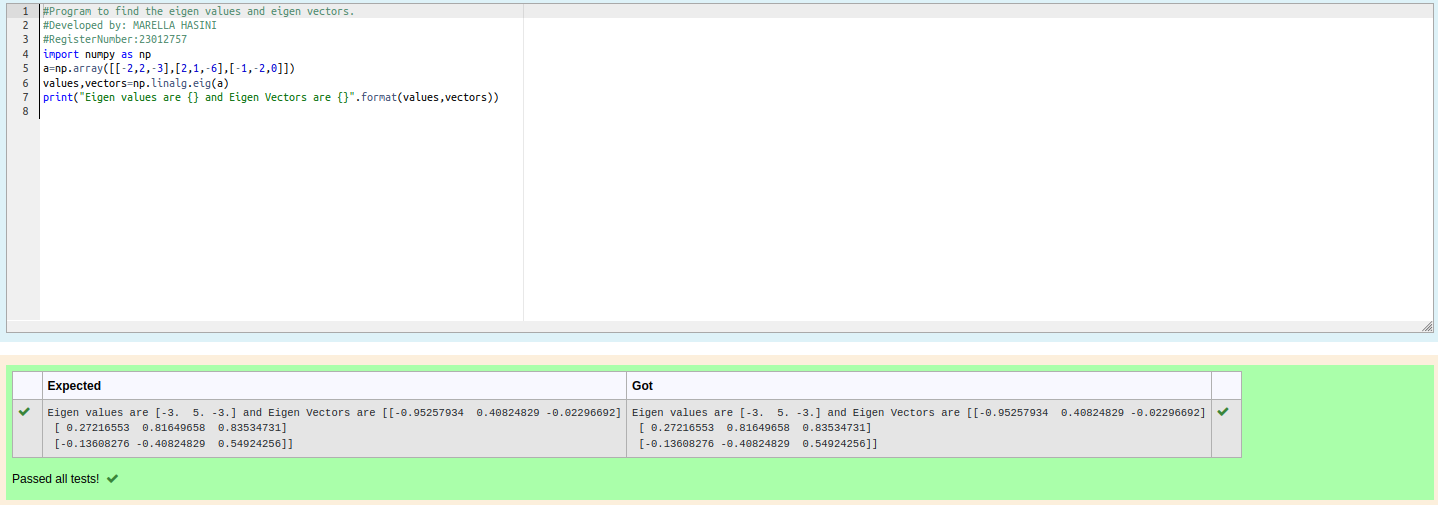 1 #Program to find the eigen values and eigen vectors.
2 #Developed by: MARELLA HASINI
3 #RegisterNumber:23012757
4 import numpy as np
5 a=np.array([[-2,2,-3],[2,1,-6],[-1,-2,0]])
6 values,vectors=np.linalg.eig(a)
7 print("Eigen values are {} and Eigen Vectors are {}".format(values,vectors))
8
Expected Got
Eigen values are [-3.  5. -3.] and Eigen Vectors are [[-0.95257934  0.40824829 -0.02296692] Eigen values are [-3.  5. -3.] and Eigen Vectors are [[-0.95257934  0.40824829 -0.02296692]
[ 0.27216553  0.81649658  0.83534731] [ 0.27216553  0.81649658  0.83534731]
[-0.13608276 -0.40824829  0.54924256]] [-0.13608276 -0.40824829  0.54924256]]
Passed all tests!